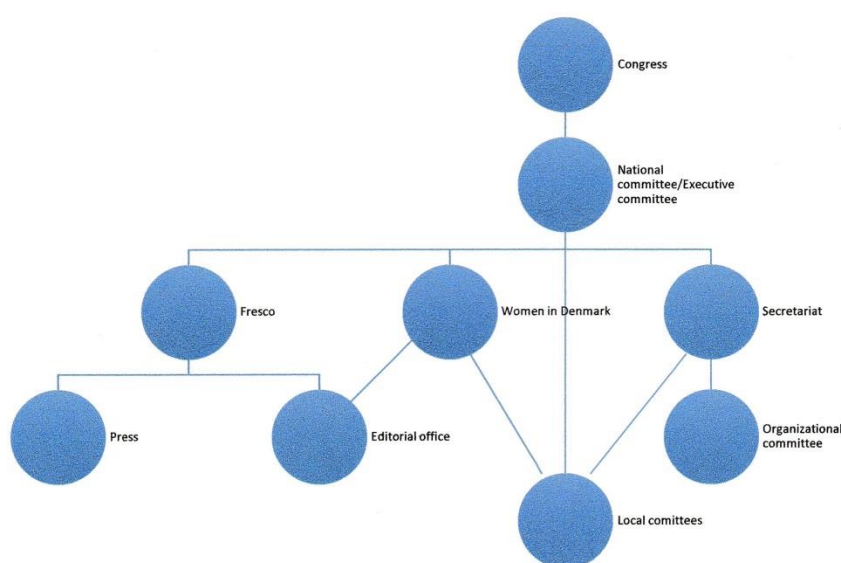 Congress
National
committee/Executive
committee
Fresco
Women in Denmark
Secretariat
Press
Editorial office
Organizational
committee
Local comittees